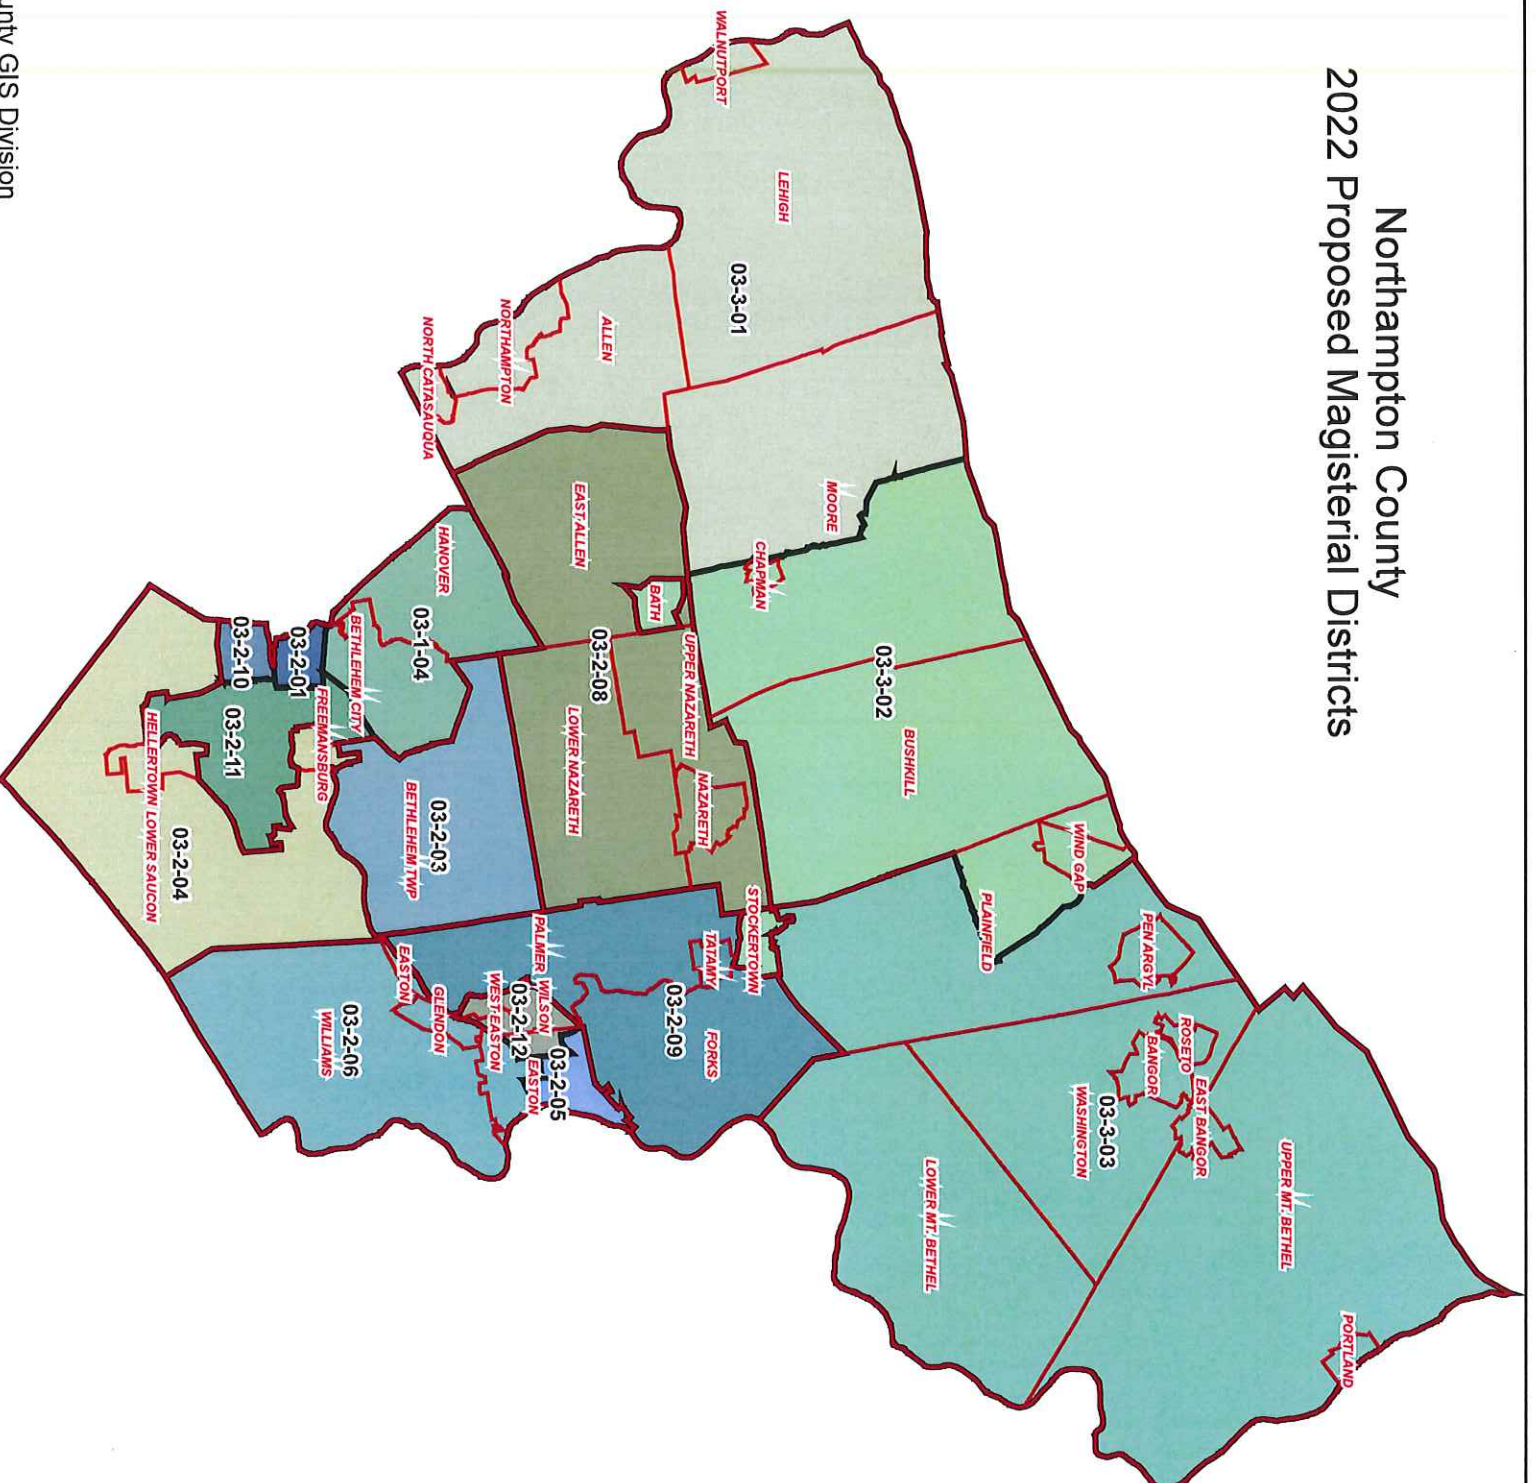 Northampton County
2022 Proposed Magisterial Districts
PORTLAND
UPPER MT. BETHEL
EAST BANGOR
ROSETO
BANGOR
PEN ARGYL
03-3-03
WASHINGTON
WIND GAP
PLAINFIELD
LOWER MT. BETHEL
BUSHKILL
03-3-02
MOORE
LEHIGH
CHAPMAN
STOCKERTOWN
03-3-01
WALNUTPORT
FORKS
TATAMY
NAZARETH
UPPER NAZARETH
03-2-09
BATH
ALLEN
03-2-08
EAST ALLEN
LOWER NAZARETH
03-2-05
PALMER
WILSON
EASTON
03-2-12
NORTHAMPTON
WEST EASTON
HANOVER
03-2-03
GLENDON
NORTH CATASAUQUA
03-1-04
BETHLEHEM TWP
EASTON
BETHLEHEM CITY
03-2-06
WILLIAMS
FREEMANSBURG
03-2-01
03-2-10
03-2-11
03-2-04
HELLERTOWN
LOWER SAUCON
GIS Division